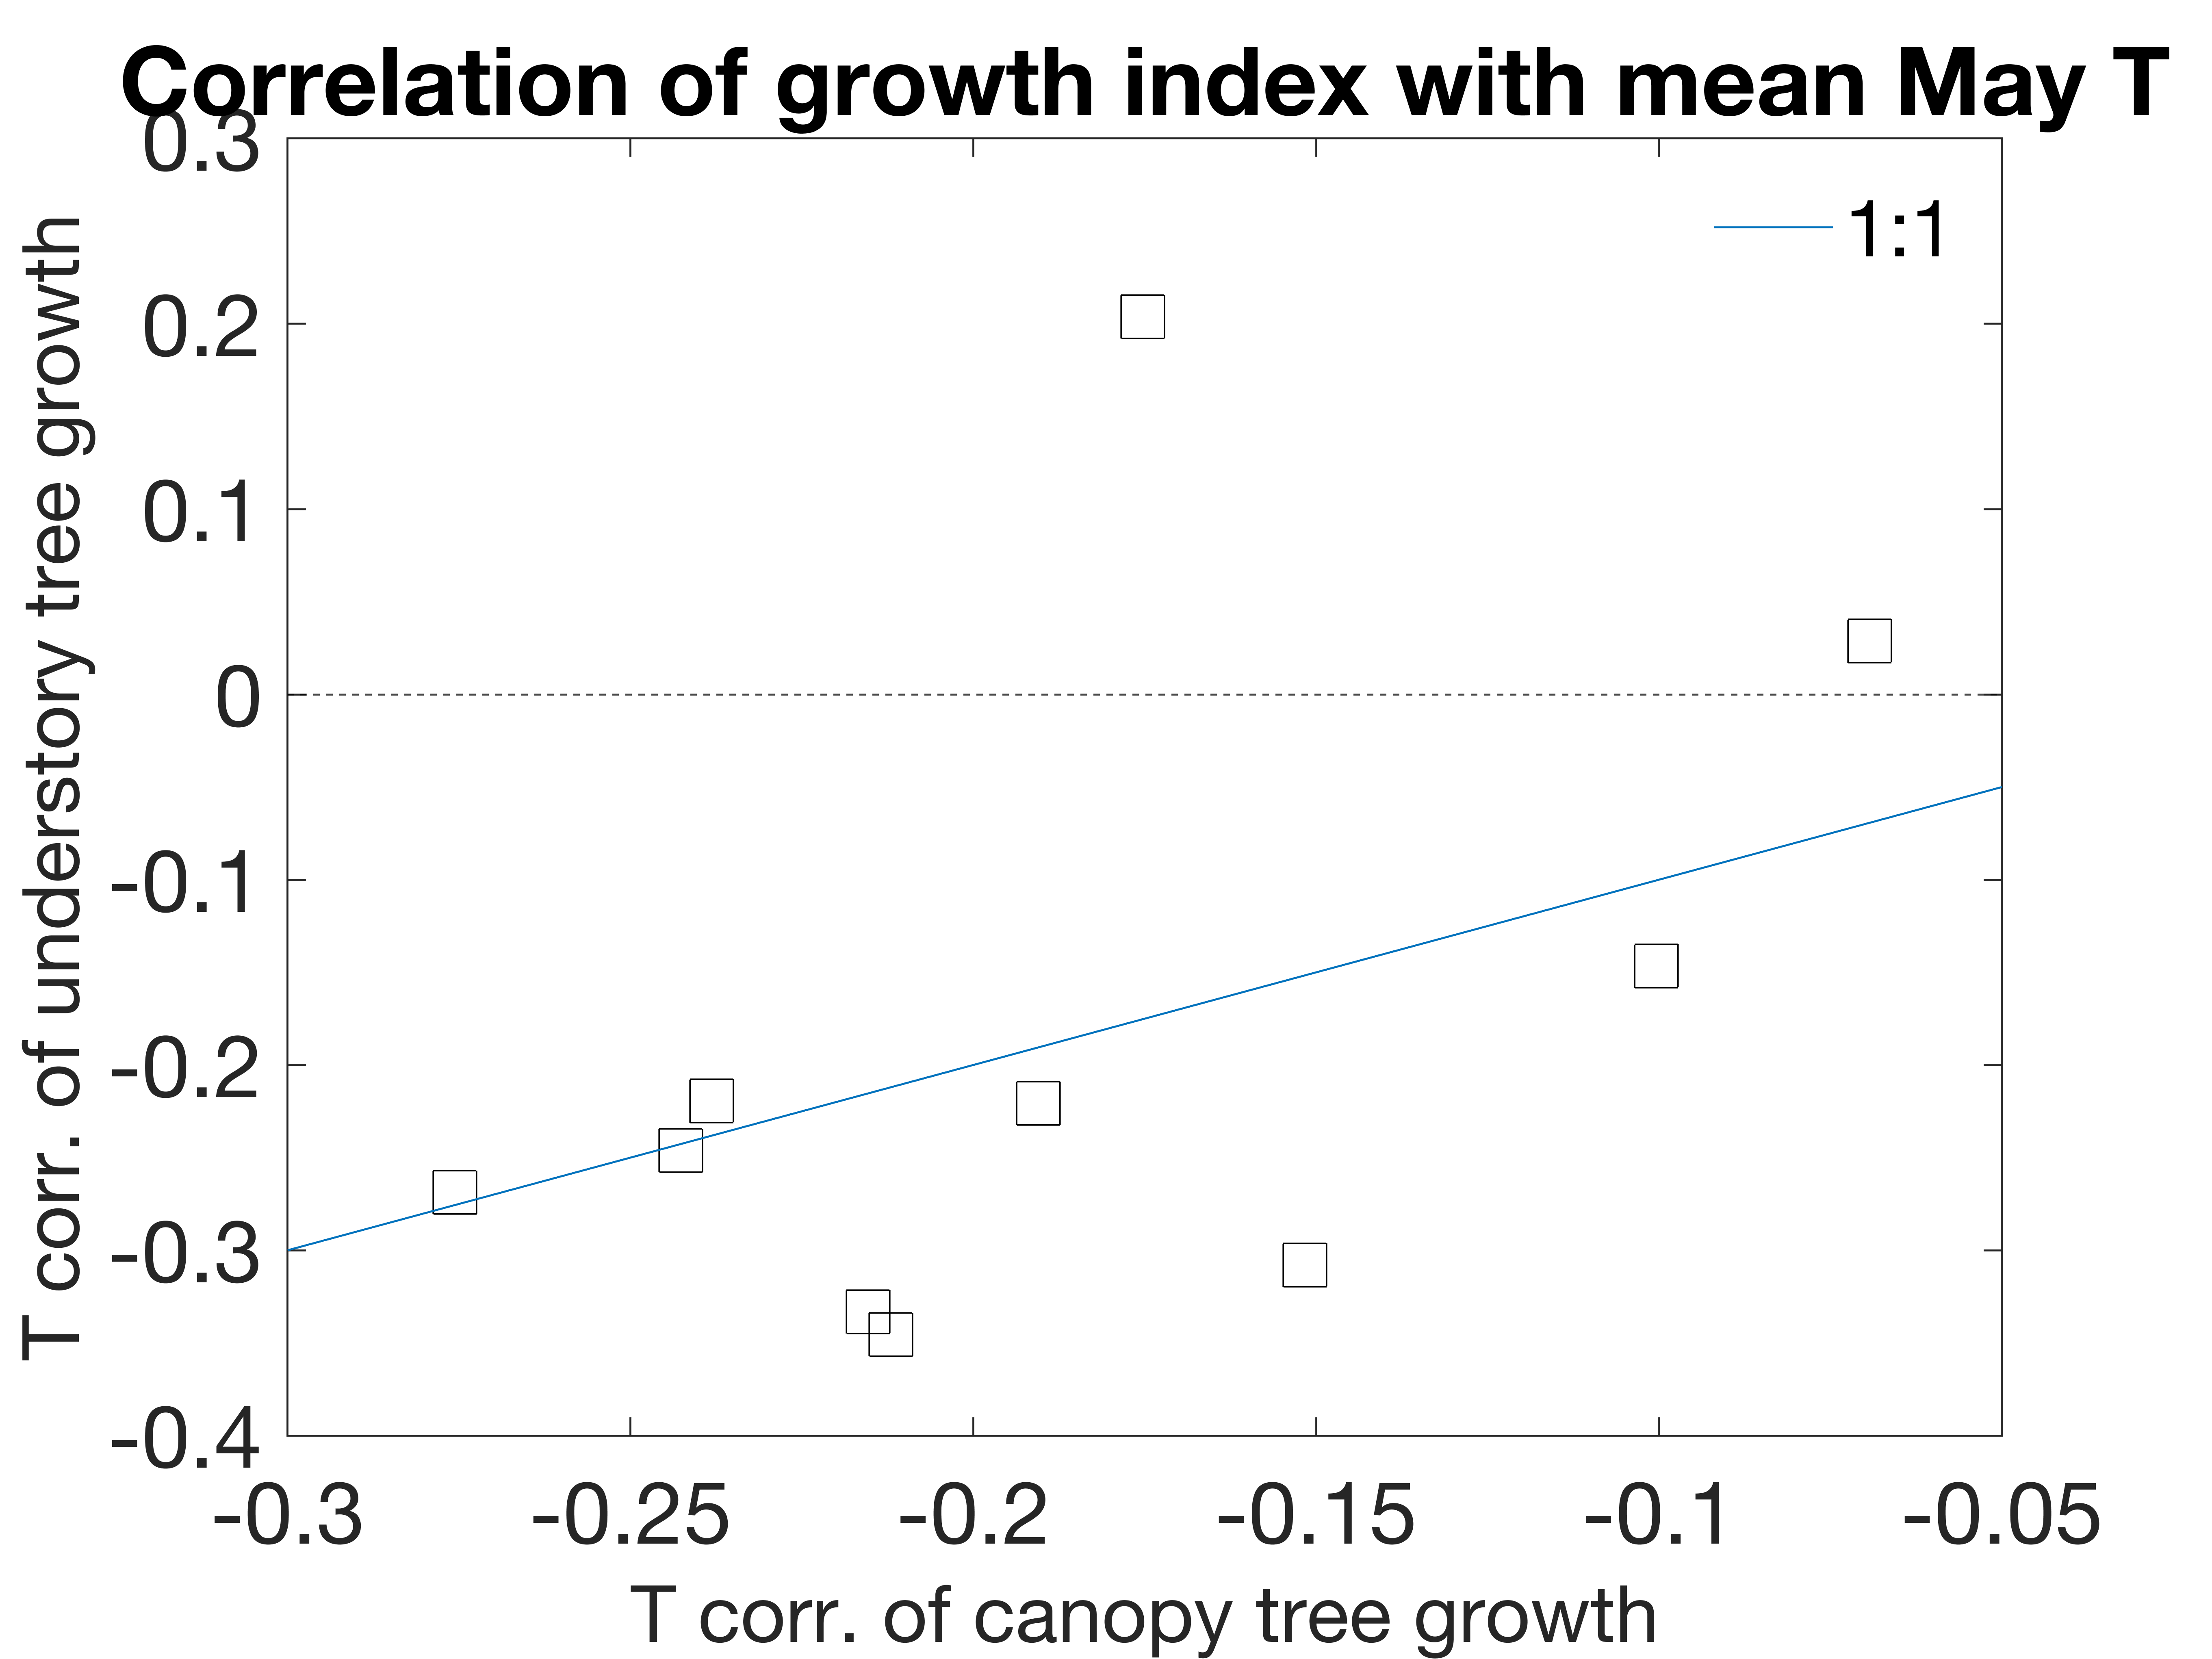 Correlation of growth index with mean May T
0.3
0.2
0.1
0
-0.1
-0.2
-0.3
-0.4
T corr. of understory tree growth
1:1
-0.3 -0.25 -0.2 -0.15 -0.1 -0.05
T corr. of canopy tree growth